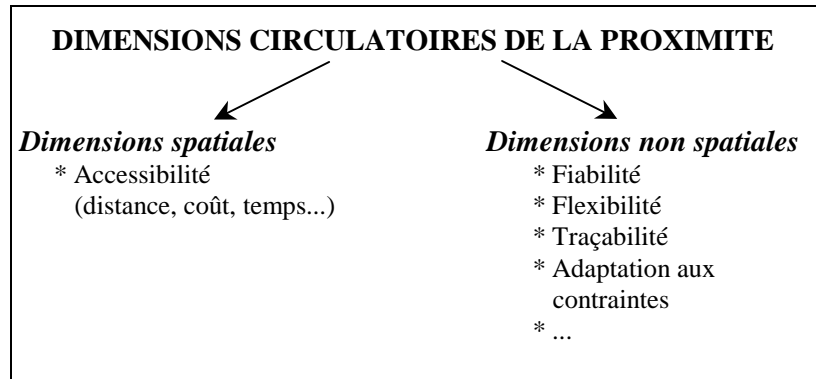 DIMENSIONS CIRCULATOIRES DE LA PROXIMITE
Dimensions spatiales
* Accessibilité
(distance, coût, temps...)
Dimensions non spatiales
* Fiabilité
* Flexibilité
* Traçabilité
* Adaptation aux
contraintes
* ...